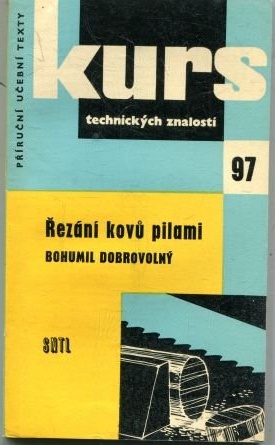 PŘÍRUČNÍ UČEBNÍ TEXTY
kurs
technických znalostí
97
Řezání kovů pilami
BOHUMIL DOBROVOLNÝ
SNTL